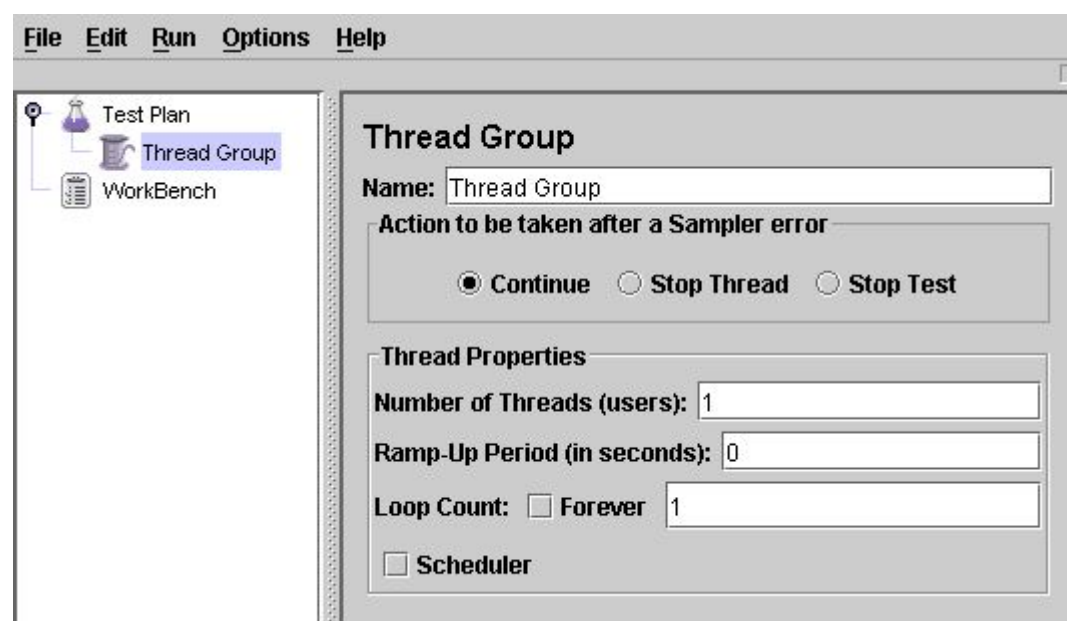 File Edit Run Options Help
Test Plan
Thread Group
WorkBench
Thread Group
Name: Thread Group
Action to be taken after a Sampler error
Continue Stop Thread Stop Test
Thread Properties
Number of Threads (users): 1
Ramp-Up Period (in seconds): 0
Loop Count: Forever 1
Scheduler